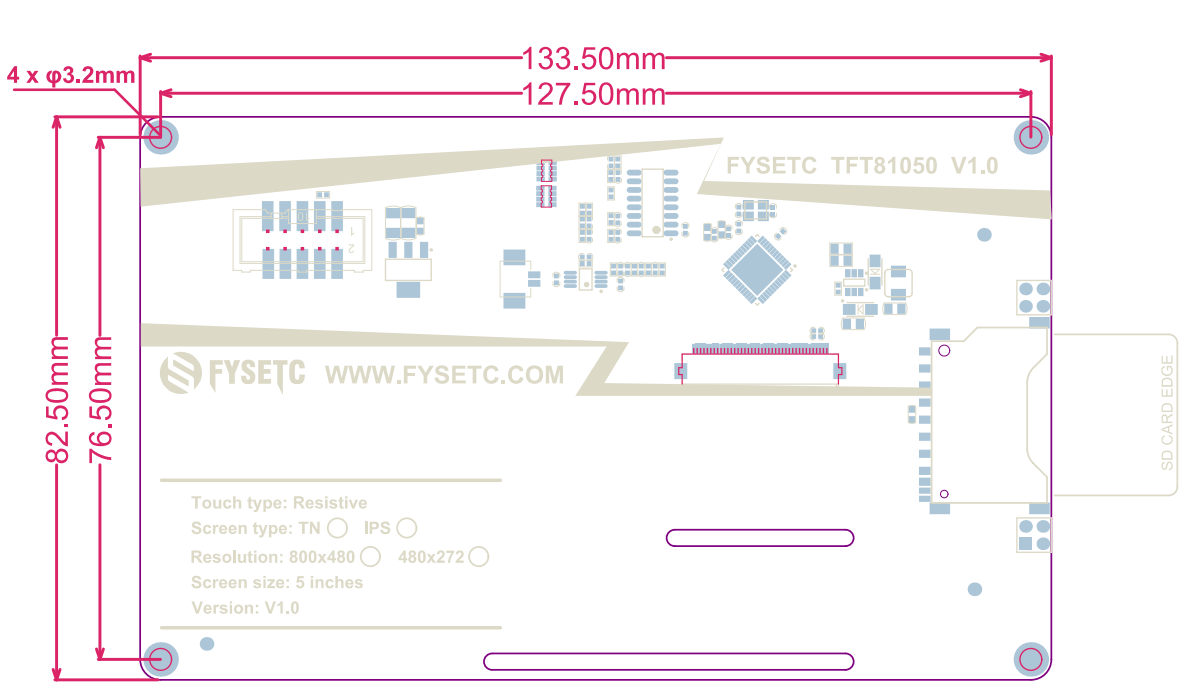 133.50mm
4 x φ3.2mm
127.50mm
FYSETC TFT81050 V1.0
1
2
82.50mm
76.50mm
FYSETC WWW.FYSETC.COM
SD CARD EDGE
Touch type: Resistive
Screen type: TN IPS
Resolution: 800x480 480x272
Screen size: 5 inches
Version: V1.0